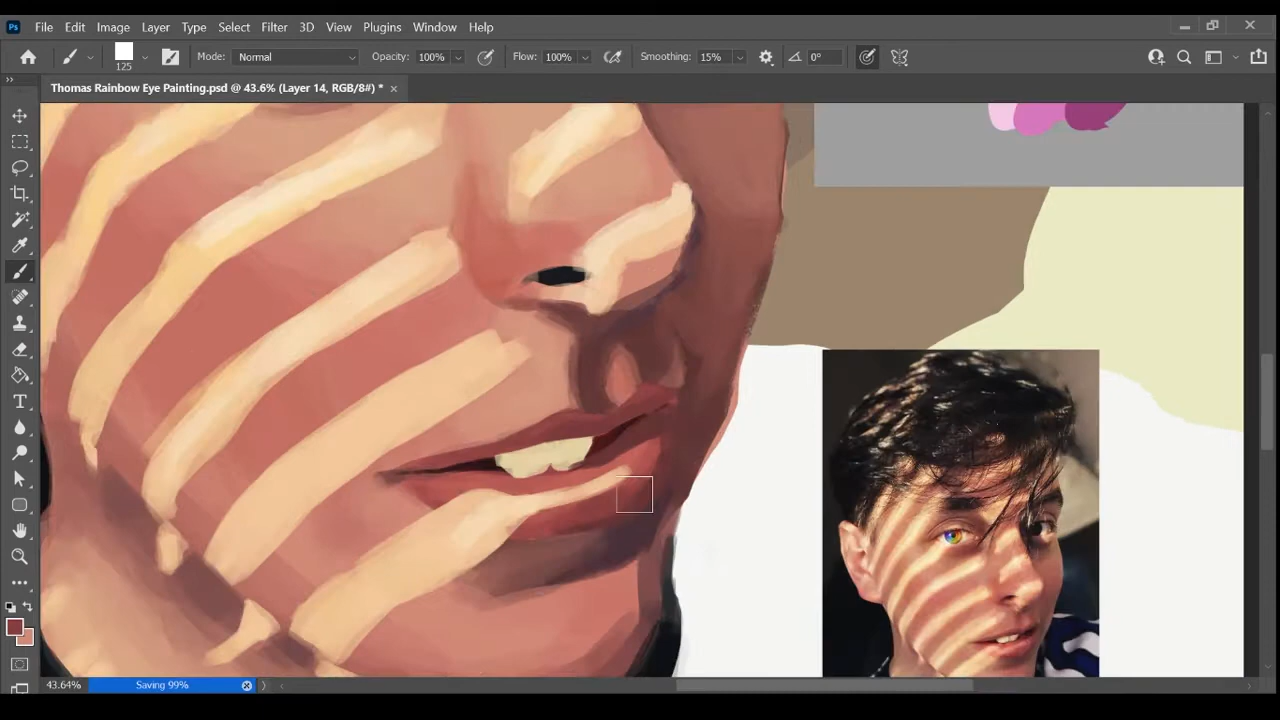 Ps File Edit Image Layer Type Select Filter 3D View Plugins Window Help
125 Mode: Normal Opacity: 100% Flow: 100% Smoothing: 15% 0°
Thomas Rainbow Eye Painting.psd @ 43.6% (Layer 14, RGB/8#) *
T
43.64% Saving 99%